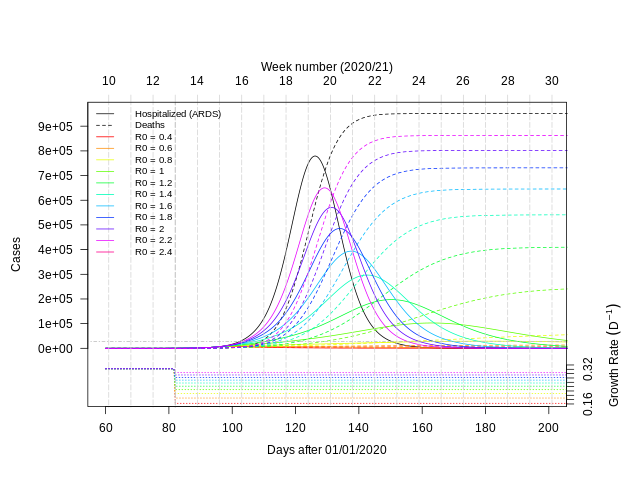 Week number (2020/21)
10 12 14 16 18 20 22 24 26 28 30
Hospitalized (ARDS)
Deaths
R0 = 0.4
R0 = 0.6
R0 = 0.8
R0 = 1
R0 = 1.2
R0 = 1.4
R0 = 1.6
R0 = 1.8
R0 = 2
R0 = 2.2
R0 = 2.4
9e+05
8e+05
7e+05
6e+05
5e+05
4e+05
3e+05
2e+05
1e+05
0e+00
Cases
0.32
0.16
Growth Rate (D⁻¹)
60 80 100 120 140 160 180 200
Days after 01/01/2020